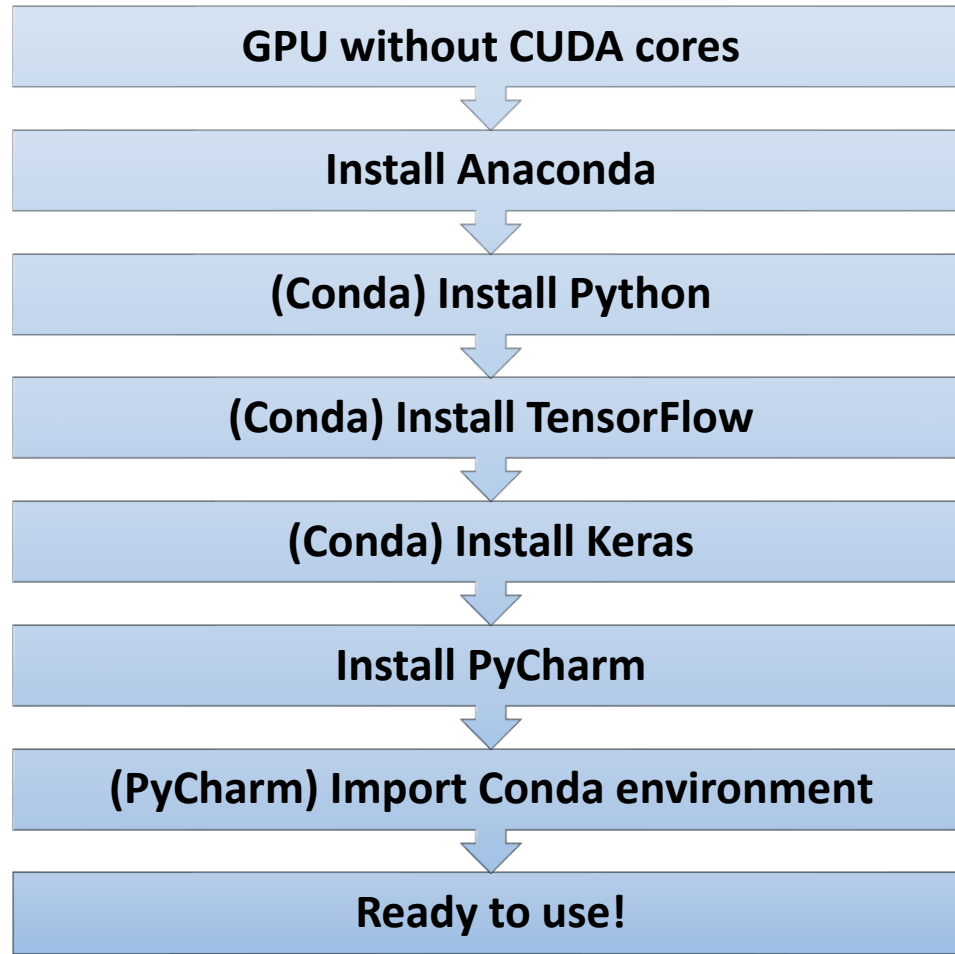 GPU without CUDA cores
Install Anaconda
(Conda) Install Python
(Conda) Install TensorFlow
(Conda) Install Keras
Install PyCharm
(PyCharm) Import Conda environment
Ready to use!